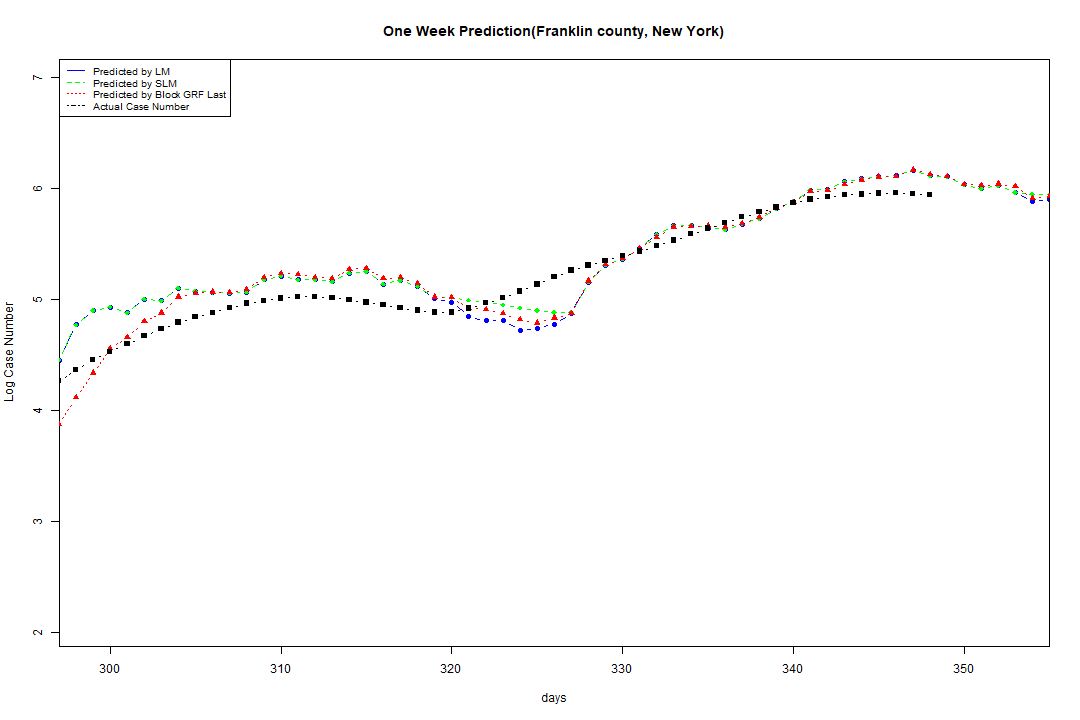 One Week Prediction(Franklin county, New York)
Predicted by LM
Predicted by SLM
Predicted by Block GRF Last
Actual Case Number
7
6
5
4
3
2
Log Case Number
300 310 320 330 340 350
days